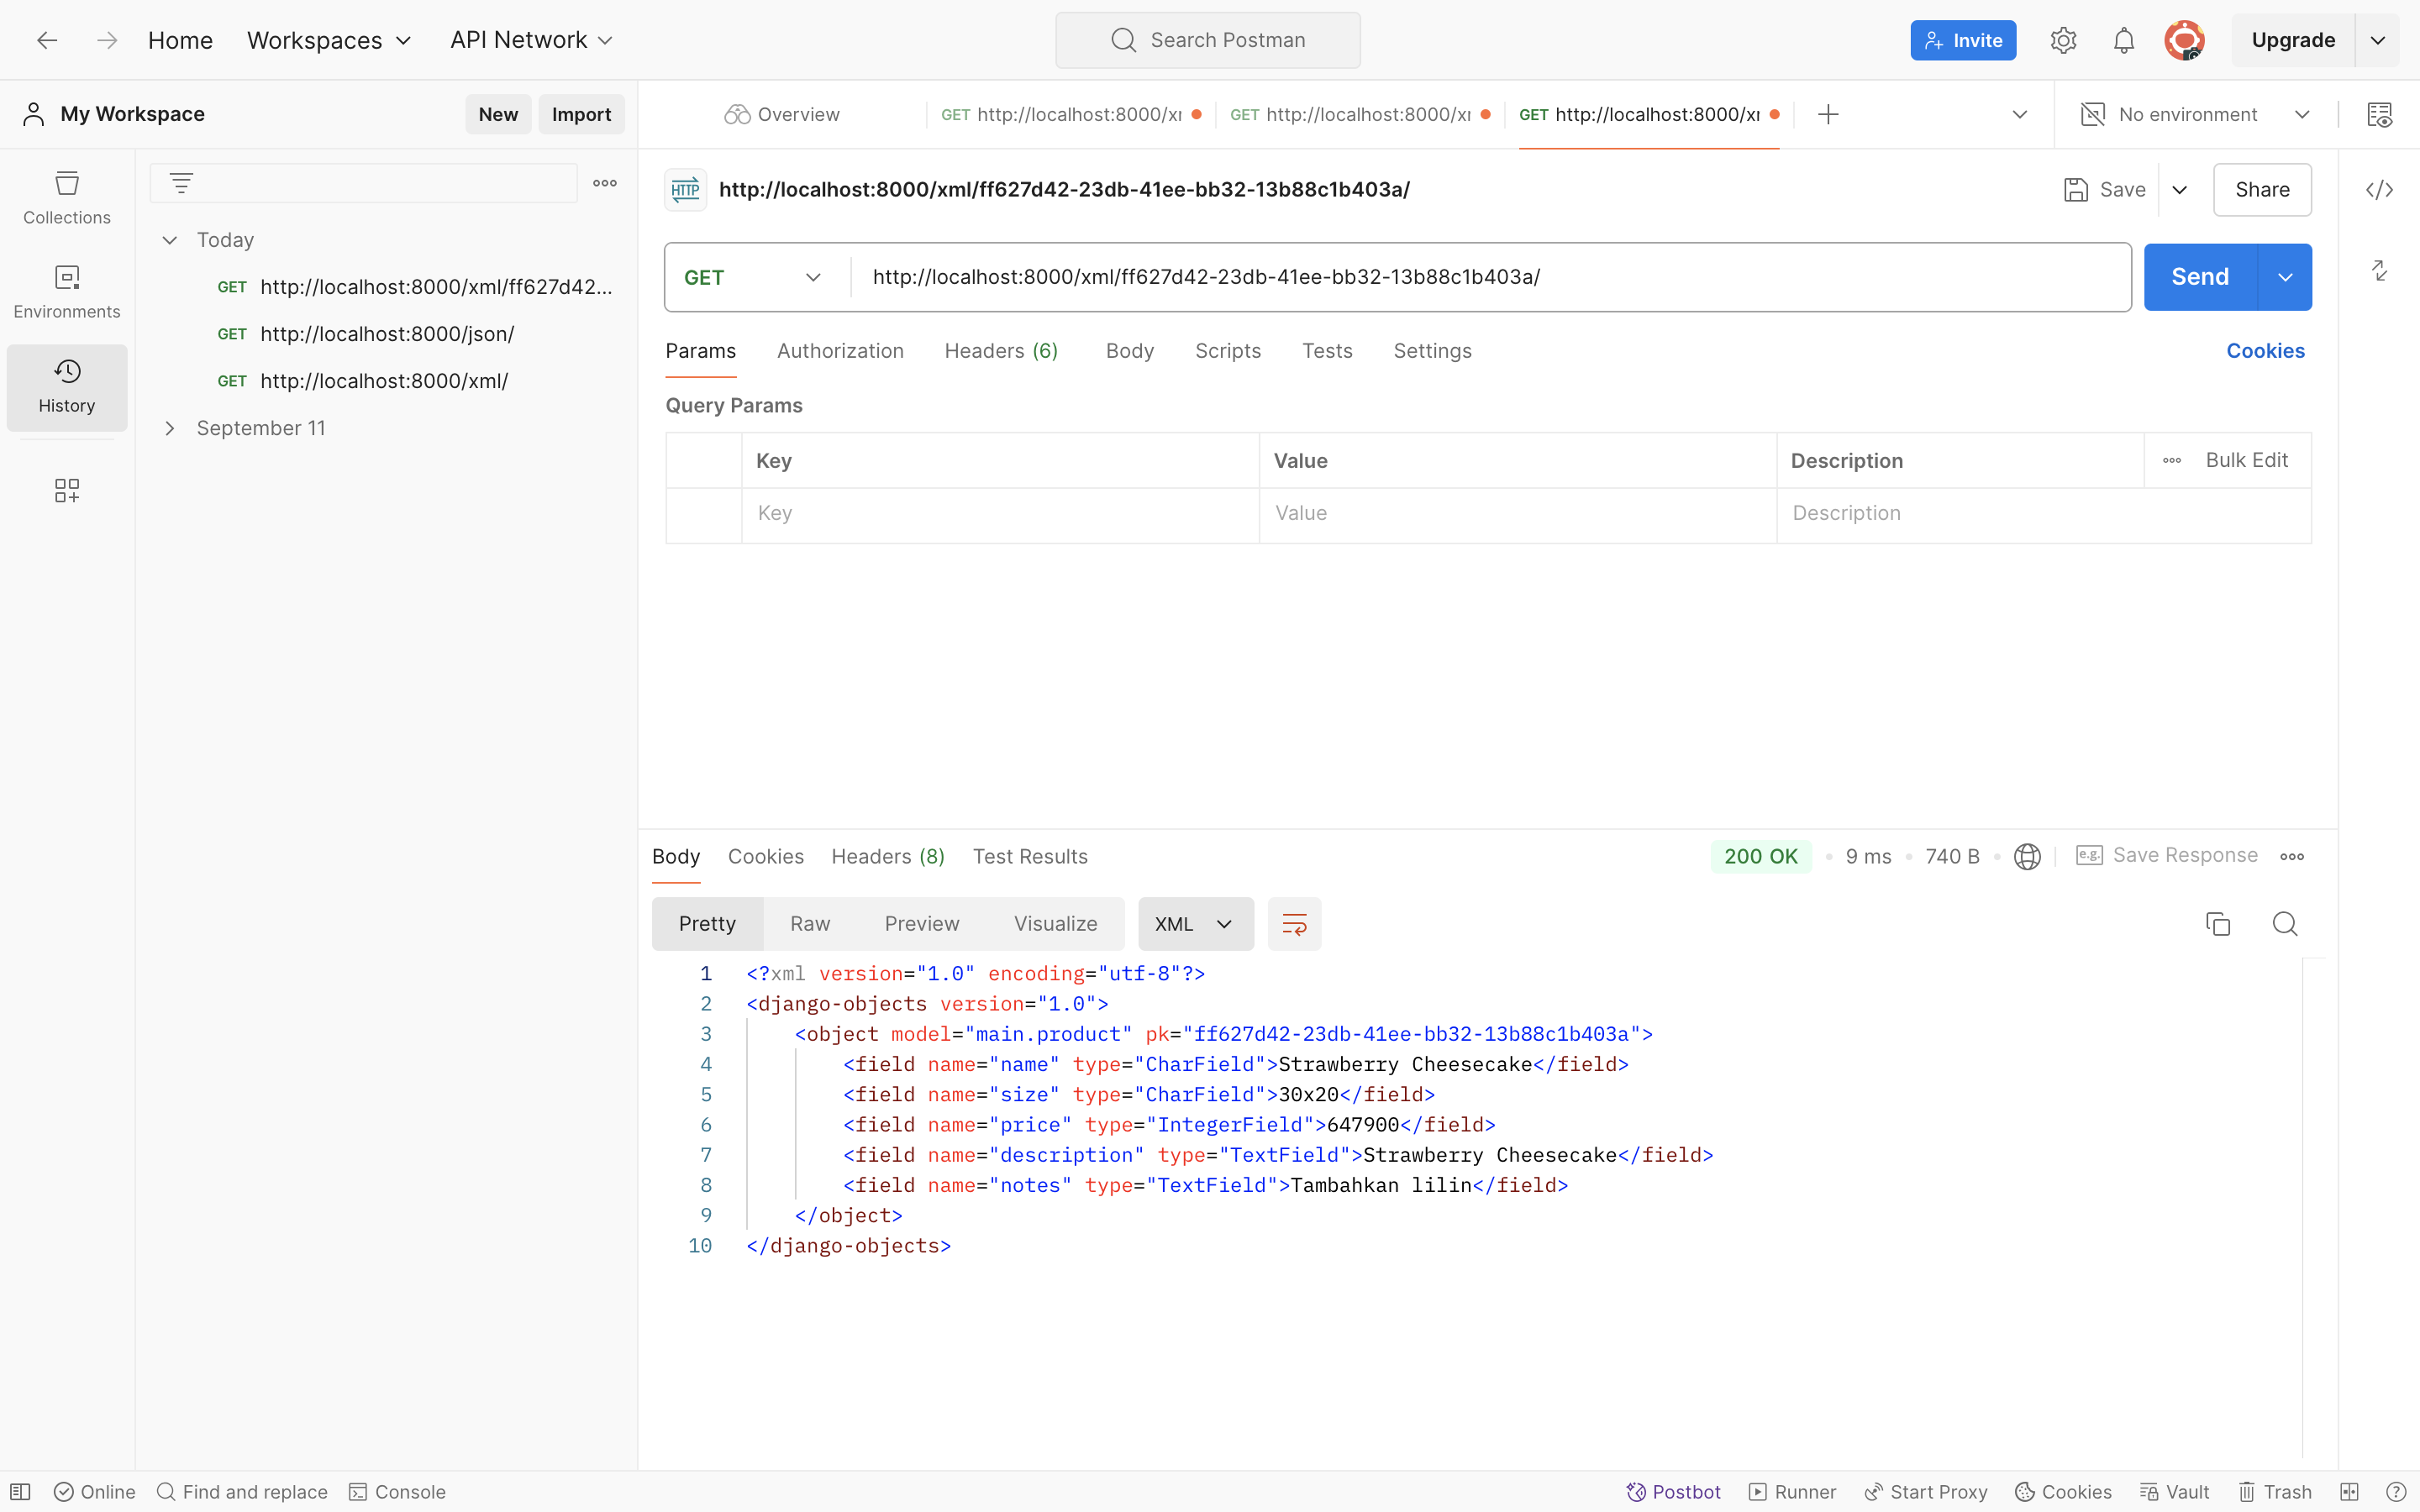 Home Workspaces API Network Search Postman Invite Upgrade
My Workspace New Import
Overview GET http://localhost:8000/xr GET http://localhost:8000/xr GET http://localhost:8000/xr No environment
Collections
Environments
History
Today
GET http://localhost:8000/xml/ff627d42...
GET http://localhost:8000/json/
GET http://localhost:8000/xml/
September 11
HTTP http://localhost:8000/xml/ff627d42-23db-41ee-bb32-13b88c1b403a/ Save Share
GET http://localhost:8000/xml/ff627d42-23db-41ee-bb32-13b88c1b403a/ Send
Params Authorization Headers (6) Body Scripts Tests Settings Cookies
Query Params
Key Value Description Bulk Edit
Key Value Description
Body Cookies Headers (8) Test Results 200 OK 9 ms 740 B e.g. Save Response
Pretty Raw Preview Visualize XML
1 <?xml version="1.0" encoding="utf-8"?>
2 <django-objects version="1.0">
3 <object model="main.product" pk="ff627d42-23db-41ee-bb32-13b88c1b403a">
4 <field name="name" type="CharField">Strawberry Cheesecake</field>
5 <field name="size" type="CharField">30x20</field>
6 <field name="price" type="IntegerField">647900</field>
7 <field name="description" type="TextField">Strawberry Cheesecake</field>
8 <field name="notes" type="TextField">Tambahkan lilin</field>
9 </object>
10 </django-objects>
Online Find and replace Console Postbot Runner Start Proxy Cookies Vault Trash